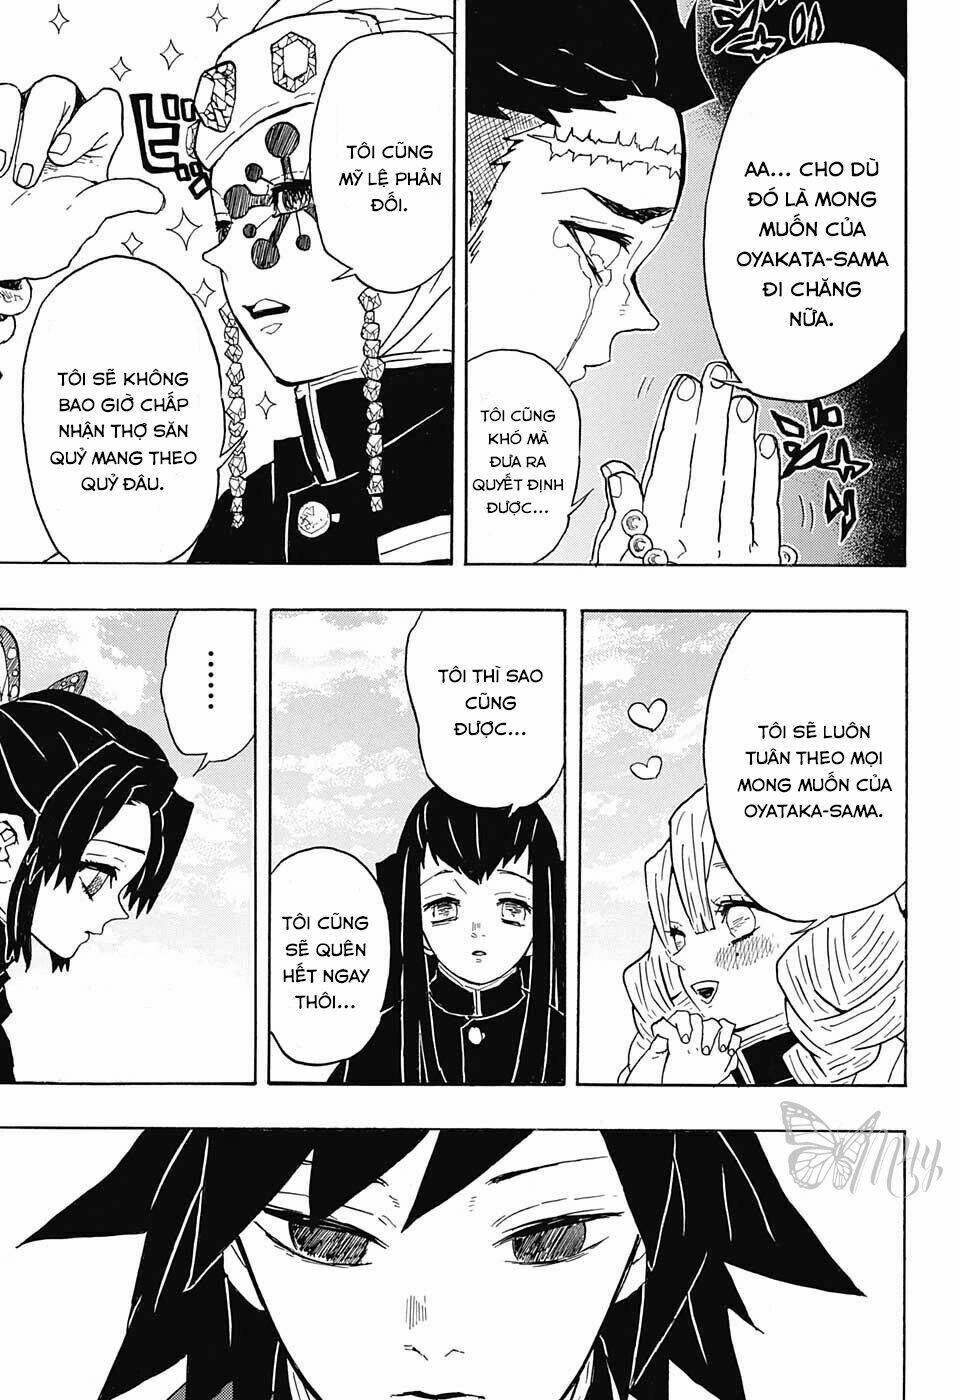 AA... CHO DÙ
ĐÓ LÀ MONG
MUỐN CỦA
OYAKATA-SAMA
ĐI CHĂNG
NỮA.
TÔI CŨNG
KHÓ MÀ
ĐƯA RA
QUYẾT ĐỊNH
ĐƯỢC...
TÔI CŨNG
MỸ LỆ PHẢN
ĐỐI.
TÔI SẼ KHÔNG
BAO GIỜ CHẤP
NHẬN THỢ SĂN
QUỶ MANG THEO
QUỶ ĐÂU.
TÔI SẼ LUÔN
TUÂN THEO MỌI
MONG MUỐN CỦA
OYATAKA-SAMA.
TÔI THÌ SAO
CŨNG
ĐƯỢC...
TÔI CŨNG
SẼ QUÊN
HẾT NGAY
THÔI...
......